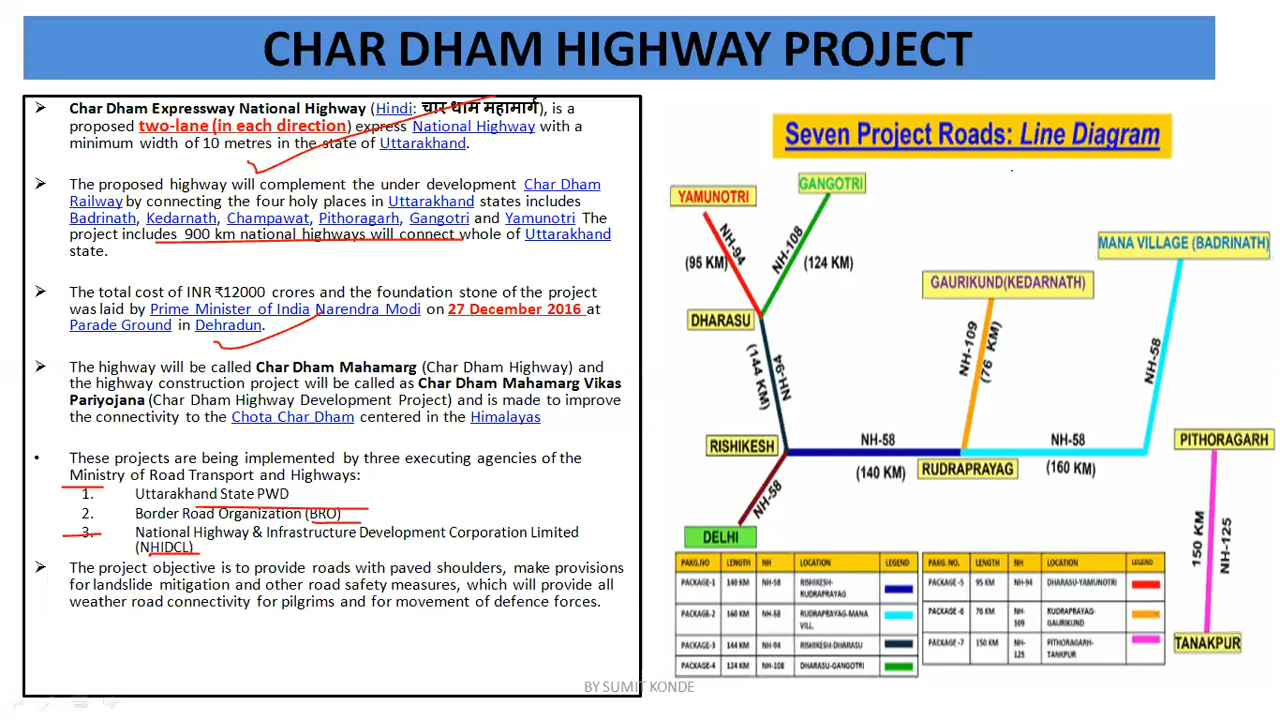 CHAR DHAM HIGHWAY PROJECT
➢ Char Dham Expressway National Highway (Hindi: चार धाम महामार्ग), is a
proposed two-lane (in each direction) express National Highway with a
minimum width of 10 metres in the state of Uttarakhand.
➢ The proposed highway will complement the under development Char Dham
Railway by connecting the four holy places in Uttarakhand states includes
Badrinath, Kedarnath, Champawat, Pithoragarh, Gangotri and Yamunotri The
project includes 900 km national highways will connect whole of Uttarakhand
state.
➢ The total cost of INR ₹12000 crores and the foundation stone of the project
was laid by Prime Minister of India Narendra Modi on 27 December 2016 at
Parade Ground in Dehradun.
➢ The highway will be called Char Dham Mahamarg (Char Dham Highway) and
the highway construction project will be called as Char Dham Mahamarg Vikas
Pariyojana (Char Dham Highway Development Project) and is made to improve
the connectivity to the Chota Char Dham centered in the Himalayas
• These projects are being implemented by three executing agencies of the
Ministry of Road Transport and Highways:
1. Uttarakhand State PWD
2. Border Road Organization (BRO)
3. National Highway & Infrastructure Development Corporation Limited
(NHIDCL)
➢ The project objective is to provide roads with paved shoulders, make provisions
for landslide mitigation and other road safety measures, which will provide all
weather road connectivity for pilgrims and for movement of defence forces.
Seven Project Roads: Line Diagram
YAMUNOTRI
GANGOTRI
NH-94
(95 KM)
NH-108
(124 KM)
MANA VILLAGE (BADRINATH)
GAURIKUND(KEDARNATH)
DHARASU
NH-94
(144 KM)
NH-109
(76 KM)
NH-58
RISHIKESH
NH-58
(140 KM)
RUDRAPRAYAG
NH-58
(160 KM)
PITHORAGARH
NH-58
DELHI
150 KM
NH-125
TANAKPUR
PAKG.NO LENGTH NH LOCATION LEGEND
PACKAGE-1 140 KM NH-58 RISHIKESH-
RUDRAPRAYAG
PACKAGE-2 160 KM NH-58 RUDRAPRAYAG-MANA
VILL.
PACKAGE-3 144 KM NH-94 RISHIKESH-DHARASU
PACKAGE-4 124 KM NH-108 DHARASU-GANGOTRI
PAKG. NO. LENGTH NH LOCATION LEGEND
PACKAGE -5 95 KM NH-94 DHARASU-YAMUNOTRI
PACKAGE -6 76 KM NH-
109 RUDRAPRAYAG-
GAURIKUND
PACKAGE -7 150 KM NH-
125 PITHORAGARH-
TANKPUR
BY SUMIT KONDE